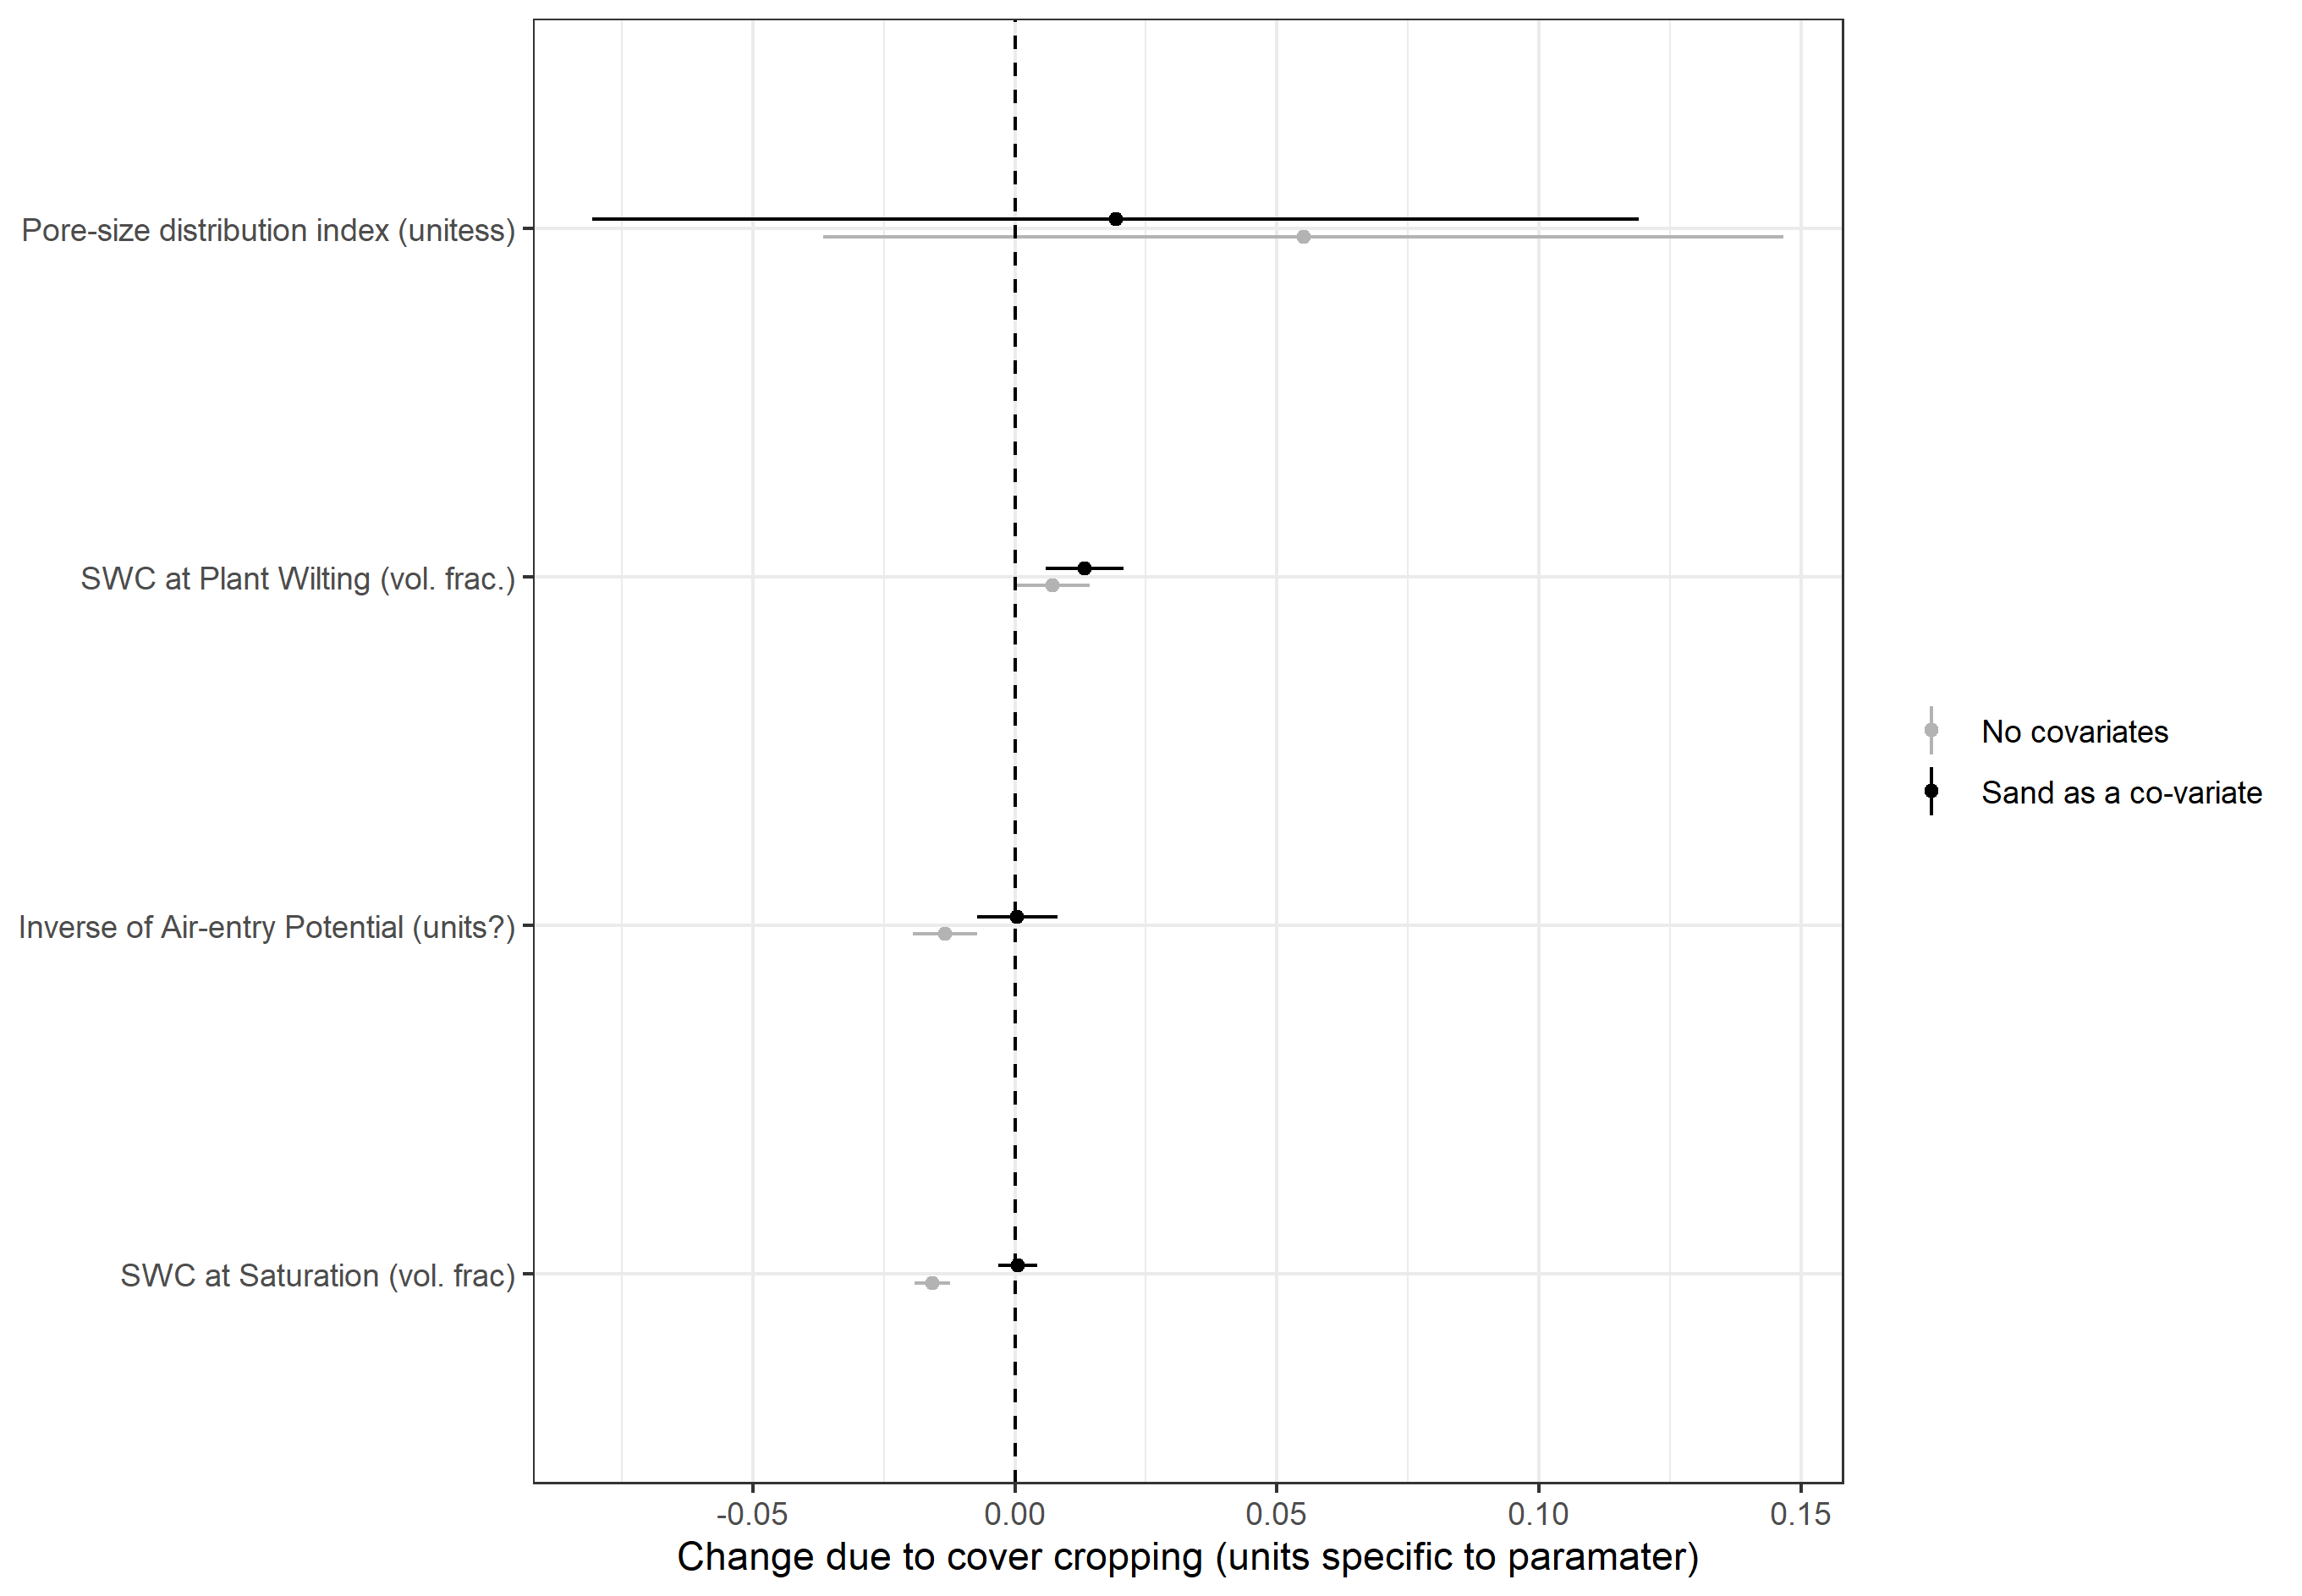 Pore-size distribution index (unitess)
SWC at Plant Wilting (vol. frac.)
Inverse of Air-entry Potential (units?)
SWC at Saturation (vol. frac)
-0.05
0.00
0.05
0.10
0.15
Change due to cover cropping (units specific to paramater)
No covariates
Sand as a co-variate